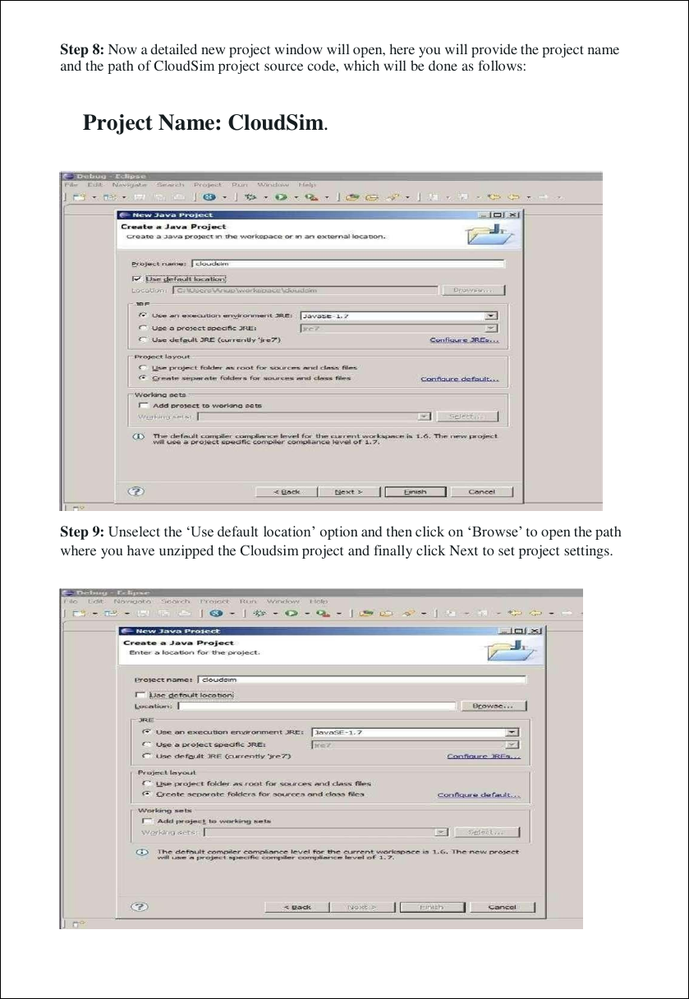 Step 8: Now a detailed new project window will open, here you will provide the project name
and the path of CloudSim project source code, which will be done as follows:
Project Name: CloudSim.
Debug - Eclipse
File Edit Navigate Search Project Run Window Help
New Java Project
Create a Java Project
Create a Java project in the workspace or in an external location.
Project name: cloudsim
Use default location
Location: C:\Users\Anup\workspace\cloudsim Browse...
JRE
Use an execution environment JRE: JavaSE-1.7
Use a project specific JRE: jre7
Use default JRE (currently 'jre7') Configure JREs...
Project layout
Use project folder as root for sources and class files
Create separate folders for sources and class files Configure default...
Working sets
Add project to working sets
Working sets: Select...
The default compiler compliance level for the current workspace is 1.6. The new project
will use a project specific compiler compliance level of 1.7.
< Back Next > Finish Cancel
Step 9: Unselect the ‘Use default location’ option and then click on ‘Browse’ to open the path
where you have unzipped the Cloudsim project and finally click Next to set project settings.
Debug - Eclipse
File Edit Navigate Search Project Run Window Help
New Java Project
Create a Java Project
Enter a location for the project.
Project name: cloudsim
Use default location
Location: Browse...
JRE
Use an execution environment JRE: JavaSE-1.7
Use a project specific JRE: jre7
Use default JRE (currently 'jre7') Configure JREs...
Project layout
Use project folder as root for sources and class files
Create separate folders for sources and class files Configure default...
Working sets
Add project to working sets
Working sets: Select...
The default compiler compliance level for the current workspace is 1.6. The new project
will use a project specific compiler compliance level of 1.7.
< Back Next > Finish Cancel